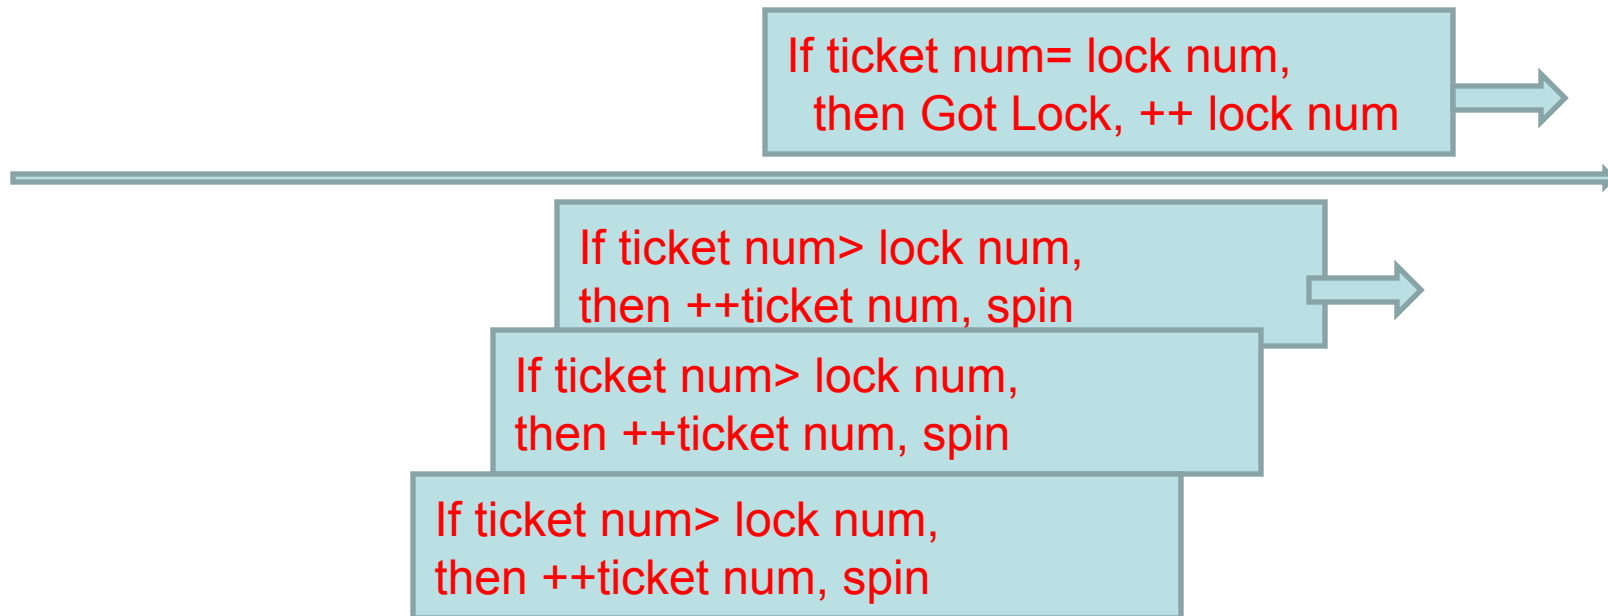 If ticket num= lock num,
then Got Lock, ++ lock num
If ticket num> lock num,
then ++ticket num, spin
If ticket num> lock num,
then ++ticket num, spin
If ticket num> lock num,
then ++ticket num, spin